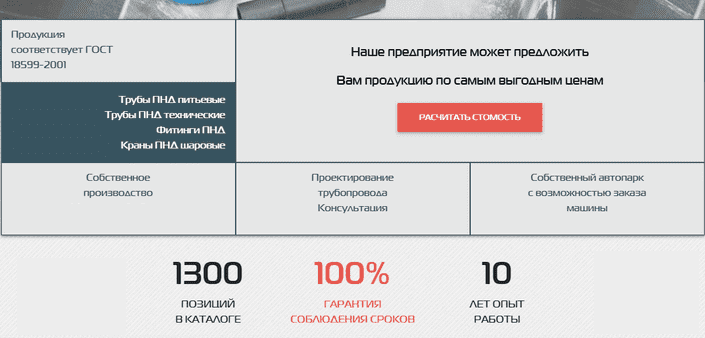 Продукция
соответствует ГОСТ
18599-2001
Наше предприятие может предложить
Вам продукцию по самым выгодным ценам
РАСЧИТАТЬ СТОМОСТЬ
Трубы ПНД питьевые
Трубы ПНД технические
Фитинги ПНД
Краны ПНД шаровые
Собственное
производство
Проектирование
трубопровода
Консультация
Собственный автопарк
с возможностью заказа
машины
1300
ПОЗИЦИЙ
В КАТАЛОГЕ
100%
ГАРАНТИЯ
СОБЛЮДЕНИЯ СРОКОВ
10
ЛЕТ ОПЫТ
РАБОТЫ